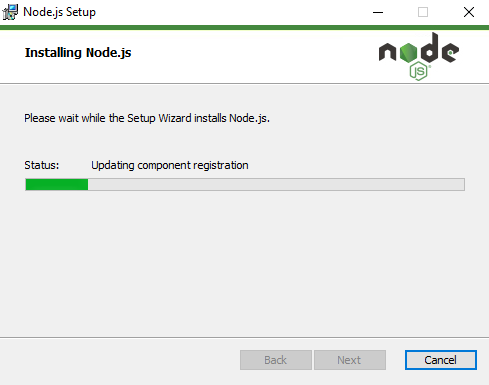 Node.js Setup
Installing Node.js
node
JS
Please wait while the Setup Wizard installs Node.js.
Status: Updating component registration
Back Next Cancel